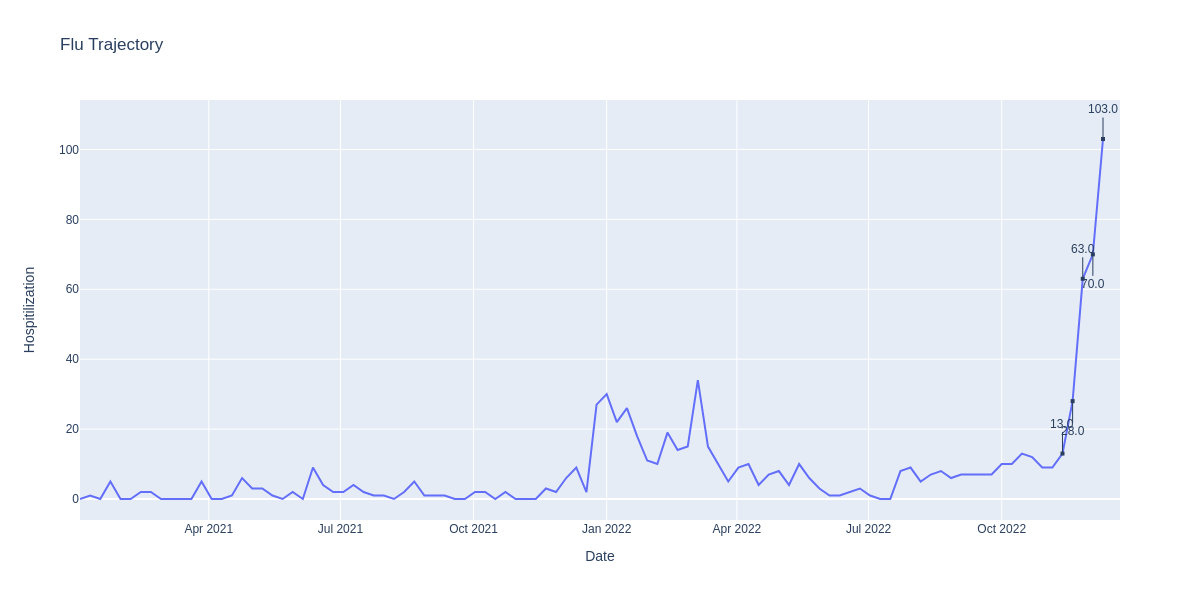 Flu Trajectory
103.0
100
80
63.0
70.0
60
40
20
13.0
28.0
0
Hospitilization
Apr 2021
Jul 2021
Oct 2021
Jan 2022
Apr 2022
Jul 2022
Oct 2022
Date